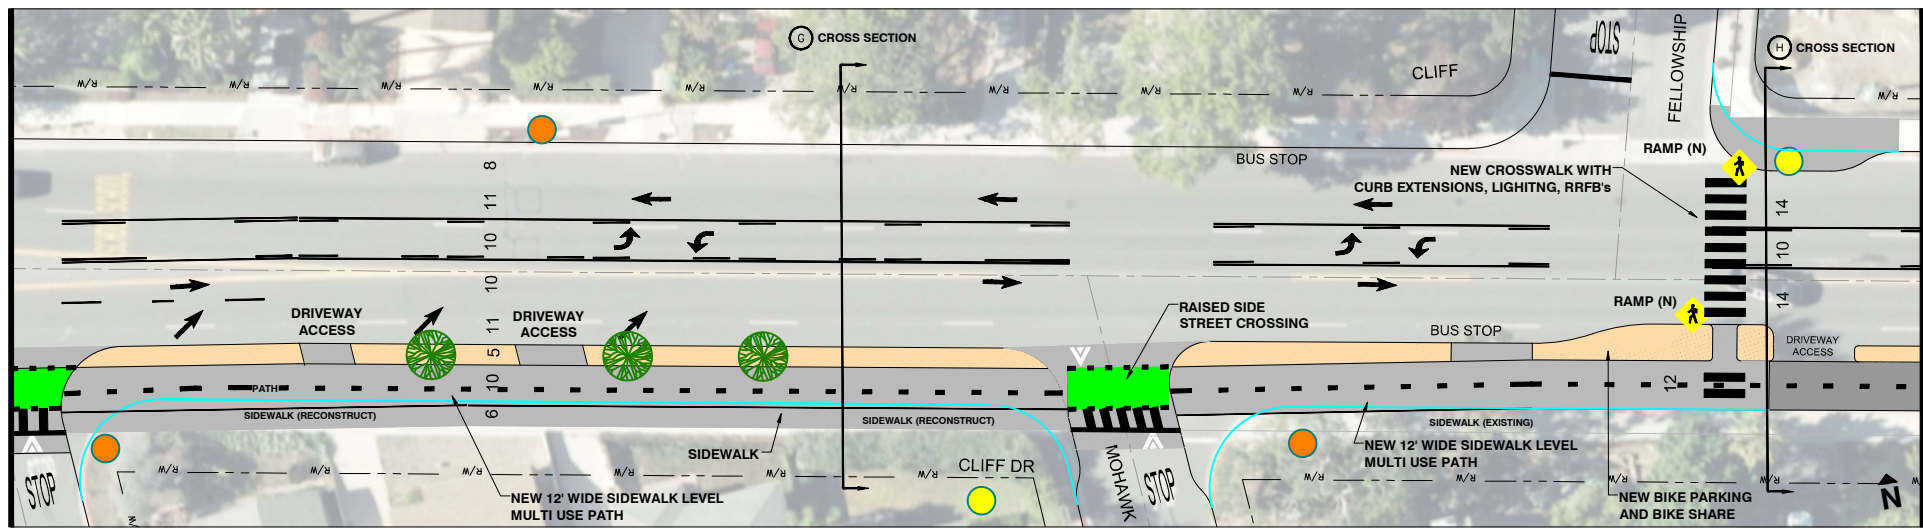 G CROSS SECTION
H CROSS SECTION
STOP
FELLOWSHIP
CLIFF
R/W R/W R/W R/W R/W R/W R/W R/W R/W R/W
RAMP (N)
BUS STOP
NEW CROSSWALK WITH
CURB EXTENSIONS, LIGHITNG, RRFB's
8
11
10
10
11
5
10
6
14
10
14
12
DRIVEWAY
ACCESS
DRIVEWAY
ACCESS
RAISED SIDE
STREET CROSSING
RAMP (N)
BUS STOP
DRIVEWAY
ACCESS
PATH
SIDEWALK (RECONSTRUCT)
SIDEWALK (RECONSTRUCT)
SIDEWALK (EXISTING)
SIDEWALK
NEW 12' WIDE SIDEWALK LEVEL
MULTI USE PATH
CLIFF DR
MOHAWK
STOP
STOP
R/W R/W R/W R/W R/W R/W R/W R/W R/W R/W
NEW 12' WIDE SIDEWALK LEVEL
MULTI USE PATH
NEW BIKE PARKING
AND BIKE SHARE
N